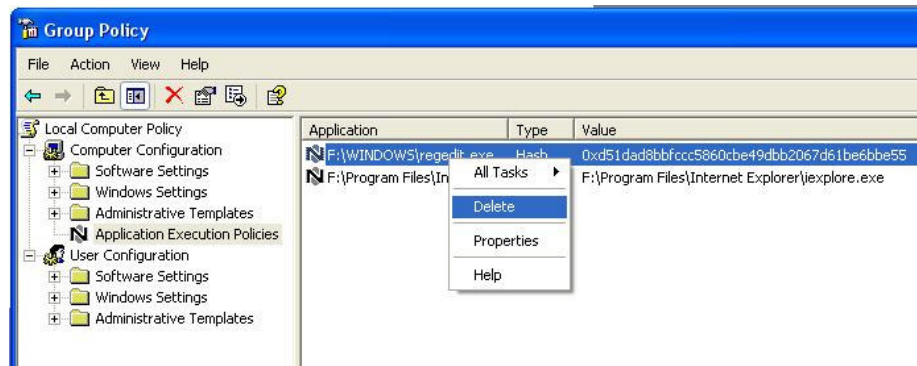 Group Policy
File Action View Help
Local Computer Policy
Computer Configuration
Software Settings
Windows Settings
Administrative Templates
Application Execution Policies
User Configuration
Software Settings
Windows Settings
Administrative Templates
Application Type Value
F:\WINDOWS\regedit.exe Hash 0xd51dad8bbfccc5860cbe49dbb2067d61be6bbe55
F:\Program Files\In F:\Program Files\Internet Explorer\iexplore.exe
All Tasks
Delete
Properties
Help